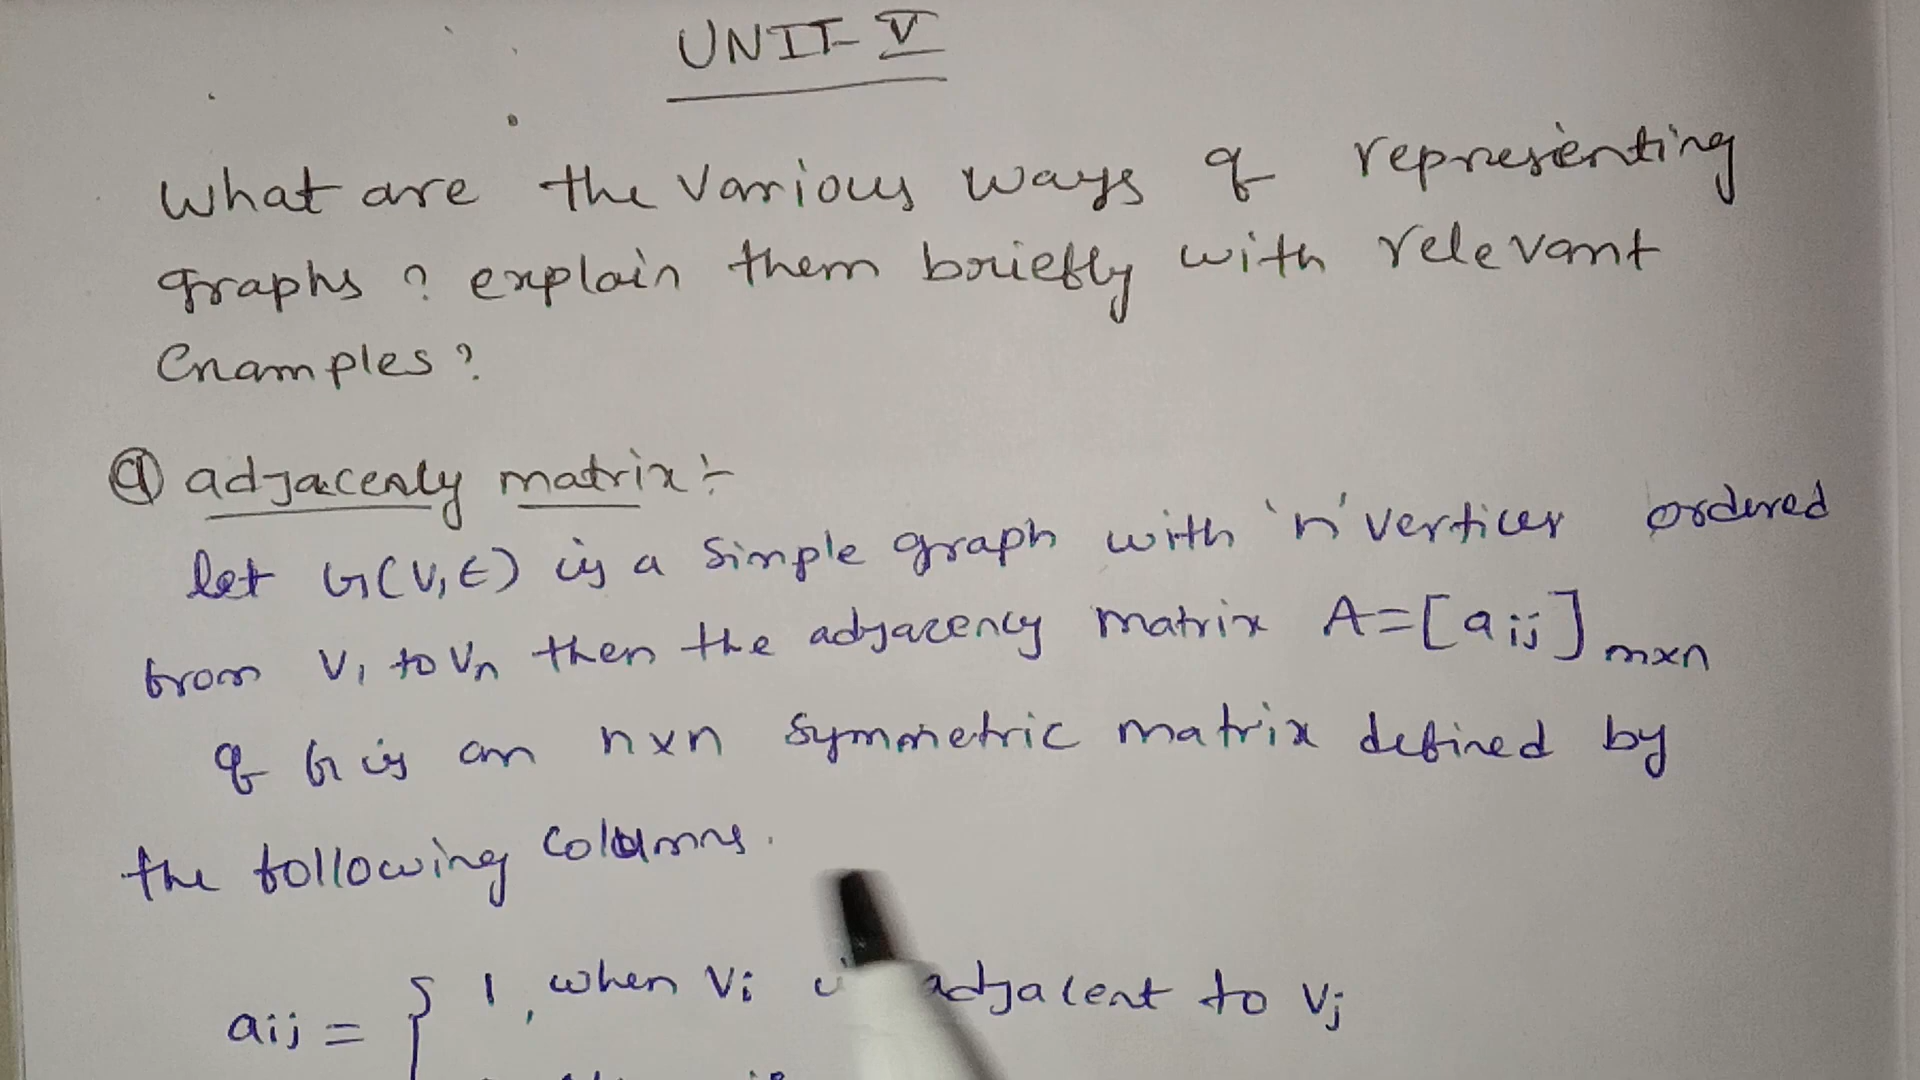 UNIT-V
What are the various ways of representing
graphs ? explain them briefly with relevant
Examples ?
a adjacency matrix :-
let G(V,E) is a simple graph with 'n' vertices ordered
from V1 to Vn then the adjacency matrix A=[aij] nxn
of G is an nxn symmetric matrix defined by
the following columns.
aij = { 1, when Vi adjacent to Vj